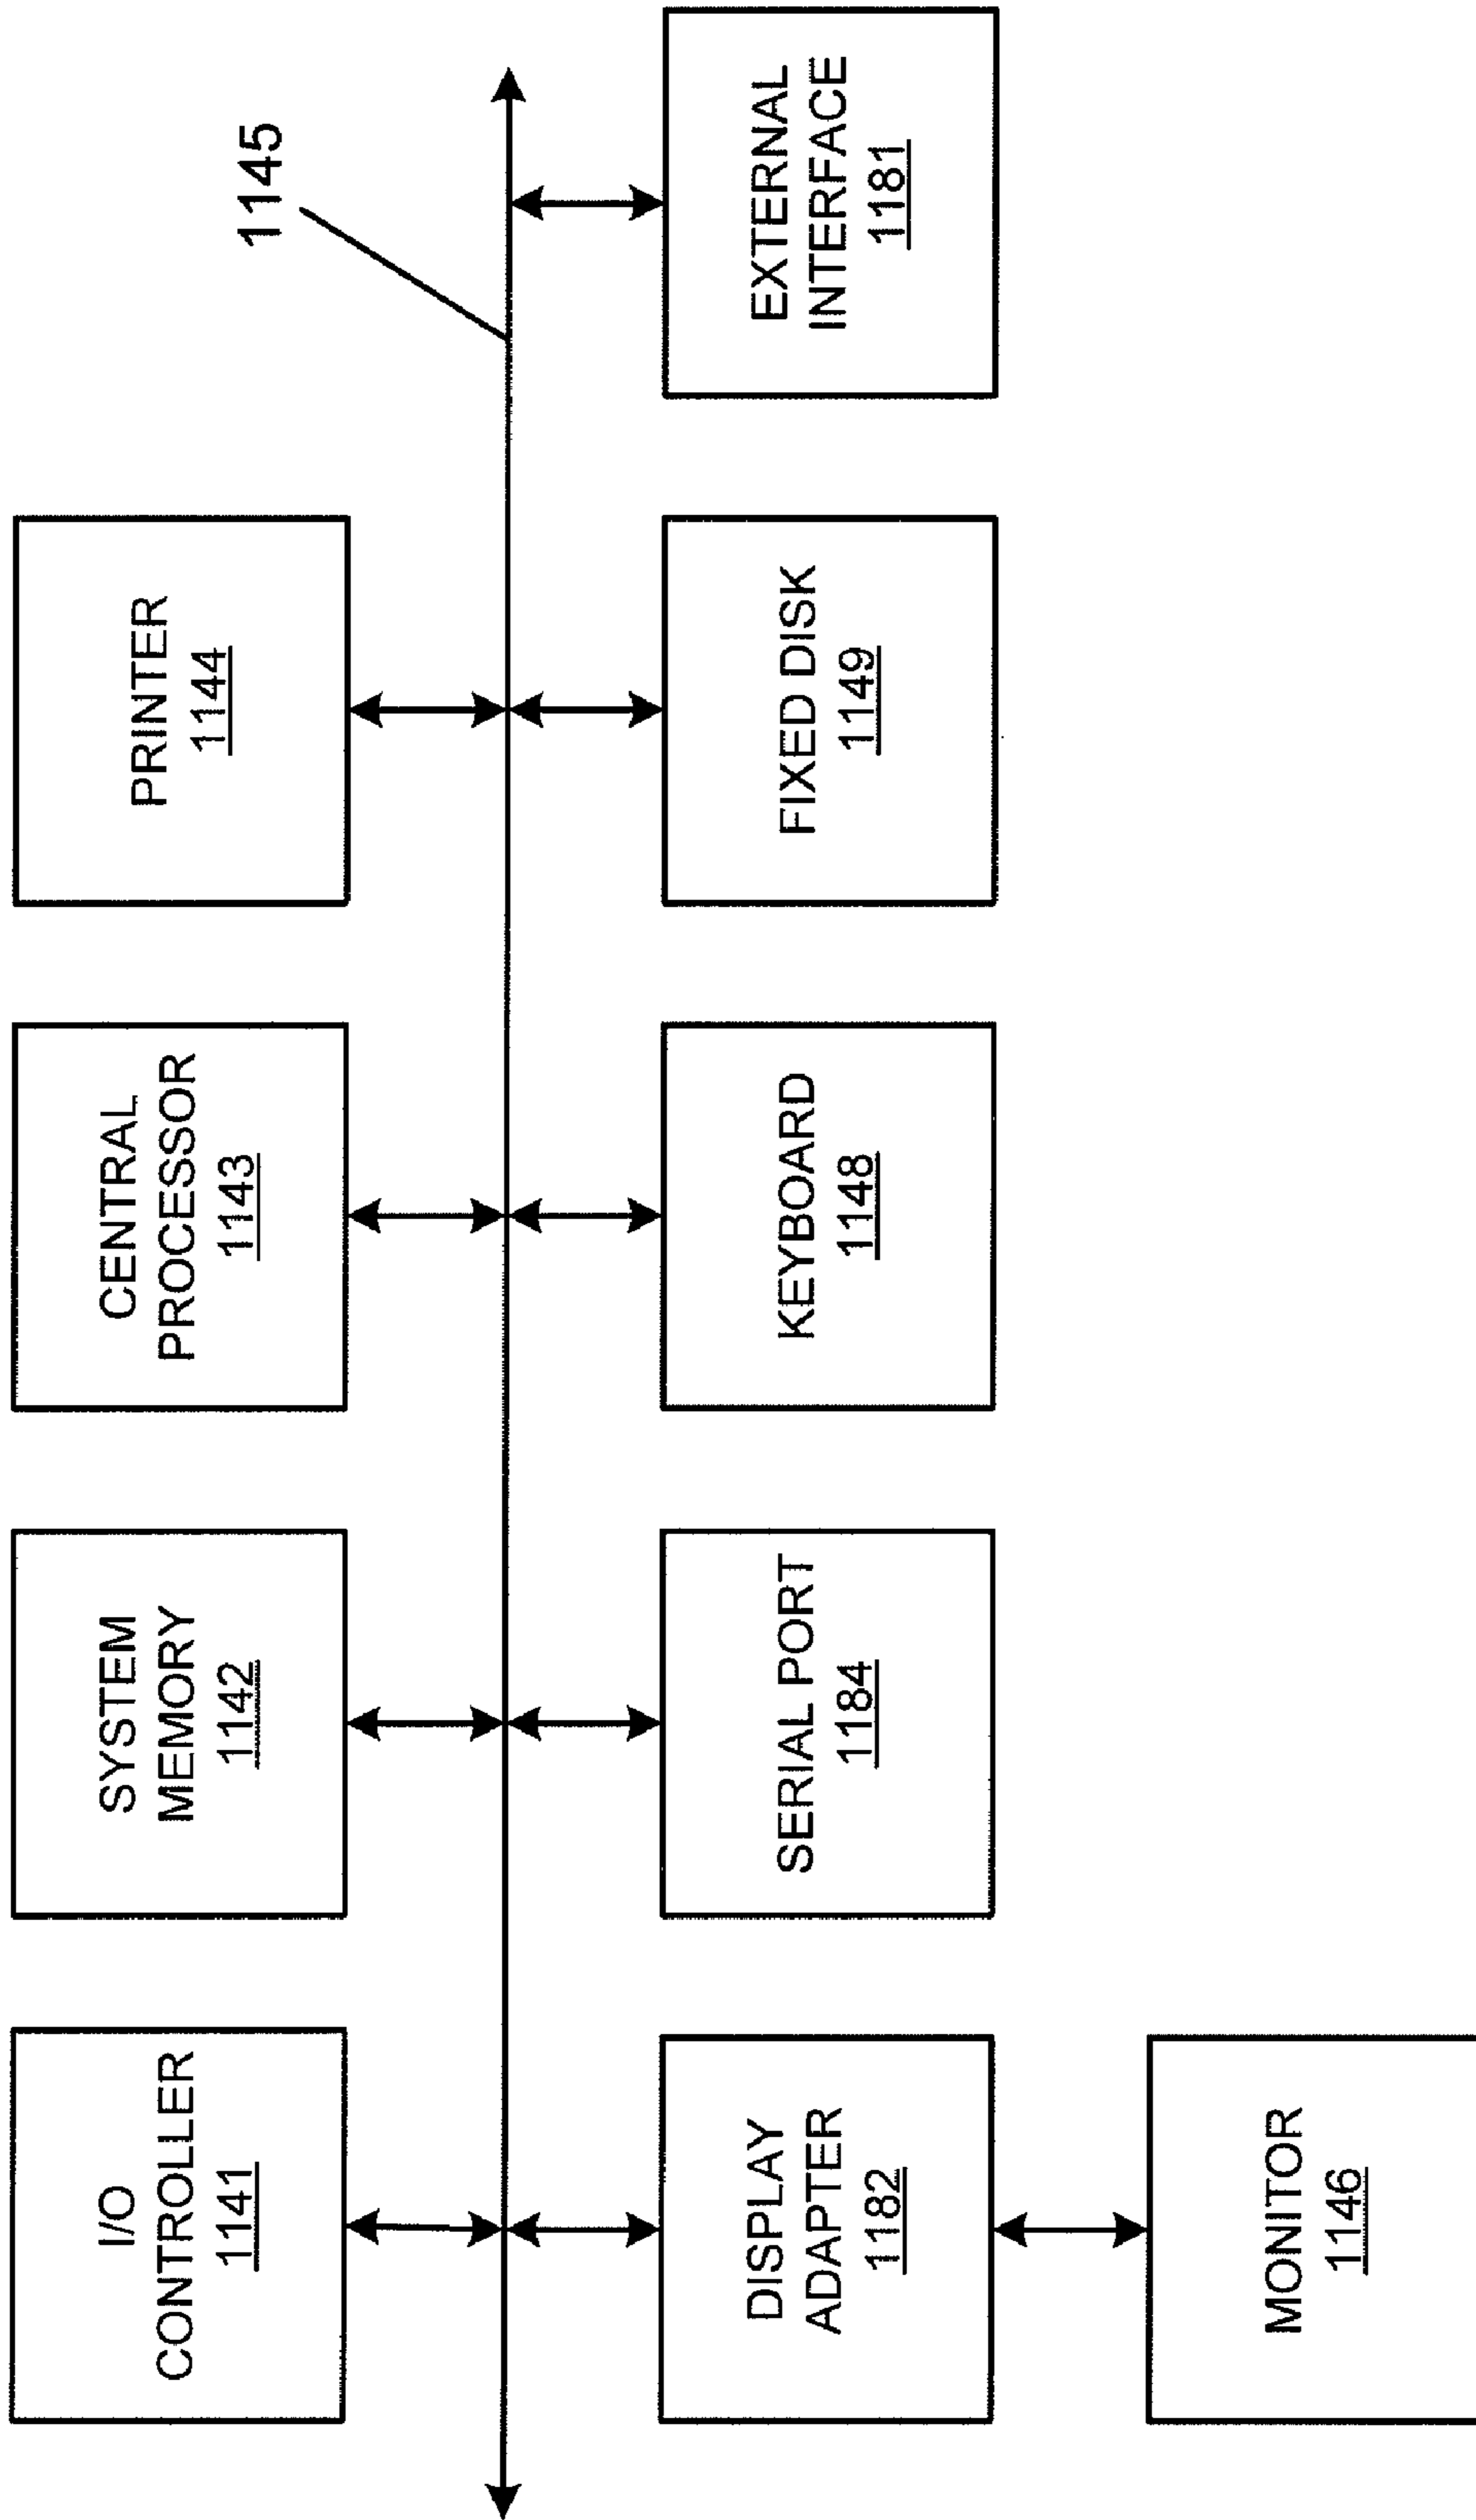 I/O
CONTROLLER
1141
SYSTEM
MEMORY
1142
CENTRAL
PROCESSOR
1143
PRINTER
1144
1145
DISPLAY
ADAPTER
1182
SERIAL PORT
1184
KEYBOARD
1148
FIXED DISK
1149
EXTERNAL
INTERFACE
1181
MONITOR
1146